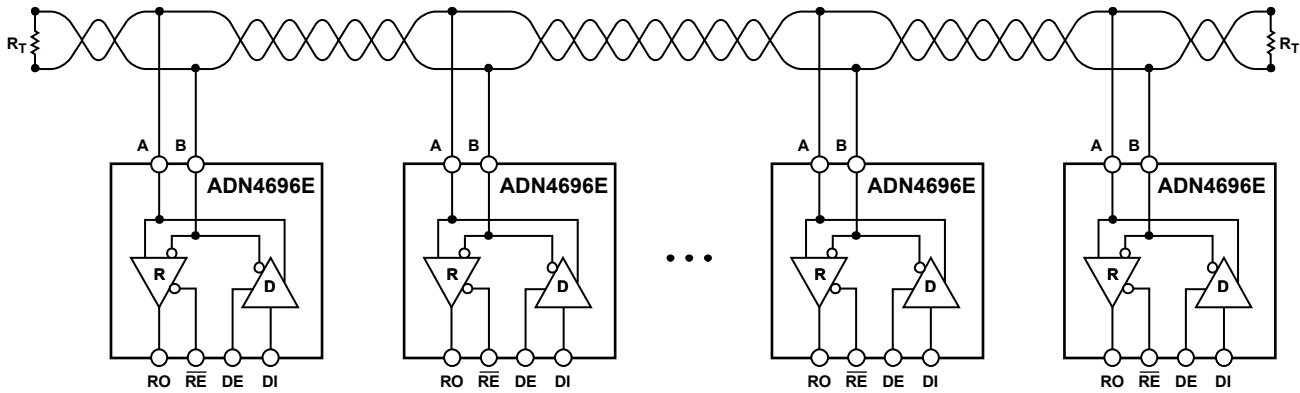 RT RT
A B A B A B A B
ADN4696E ADN4696E ADN4696E ADN4696E
R D R D R D R D
RO RE DE DI RO RE DE DI RO RE DE DI RO RE DE DI